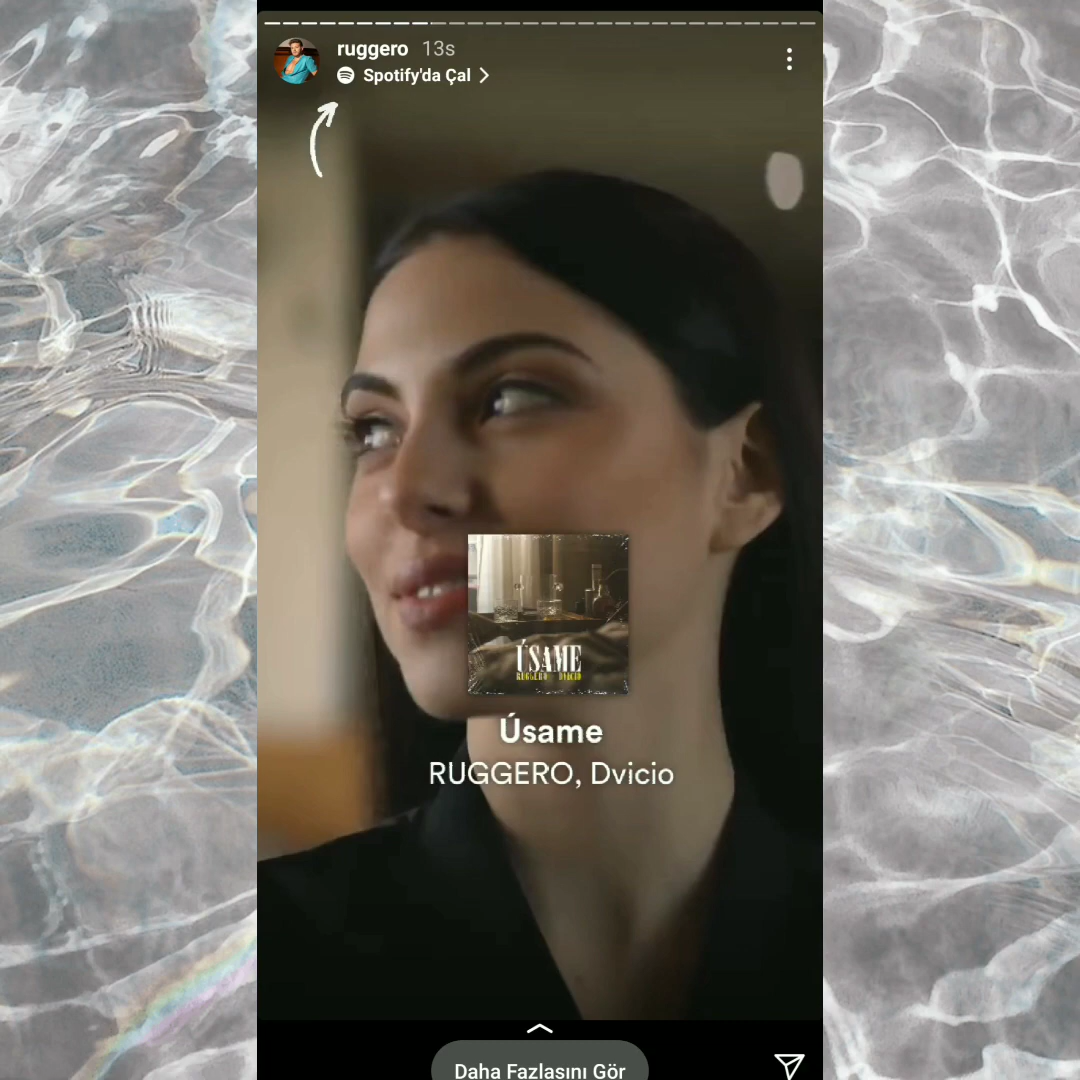 ruggero 13s
Spotify'da Çal
ÚSAME
RUGGERO DVICIO
Úsame
RUGGERO, Dvicio
Daha Fazlasını Gör